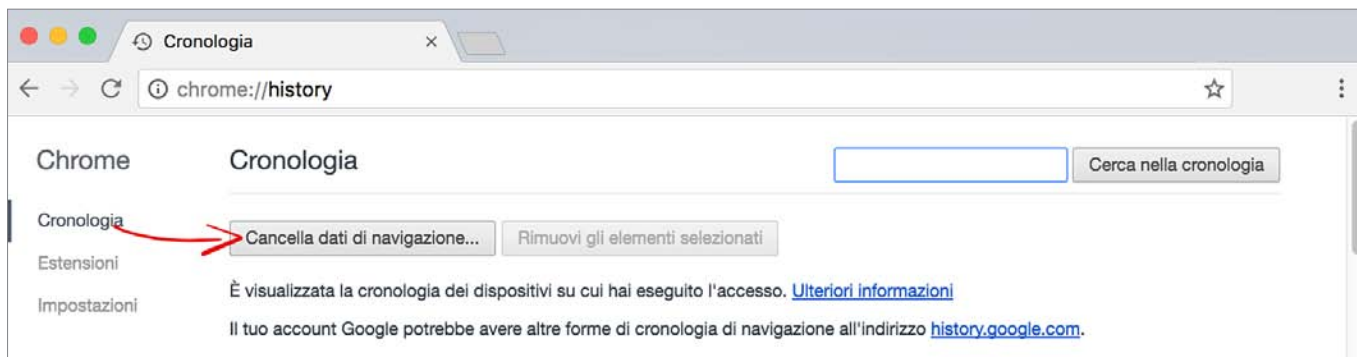 Cronologia
chrome://history
Chrome
Cronologia
Cerca nella cronologia
Cronologia
Cancella dati di navigazione...
Rimuovi gli elementi selezionati
Estensioni
È visualizzata la cronologia dei dispositivi su cui hai eseguito l'accesso. Ulteriori informazioni
Impostazioni
Il tuo account Google potrebbe avere altre forme di cronologia di navigazione all'indirizzo history.google.com.